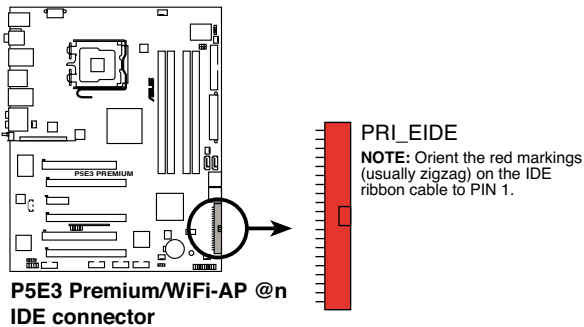 ASUS
P5E3 PREMIUM
PRI_EIDE
NOTE: Orient the red markings
(usually zigzag) on the IDE
ribbon cable to PIN 1.
P5E3 Premium/WiFi-AP @n
IDE connector